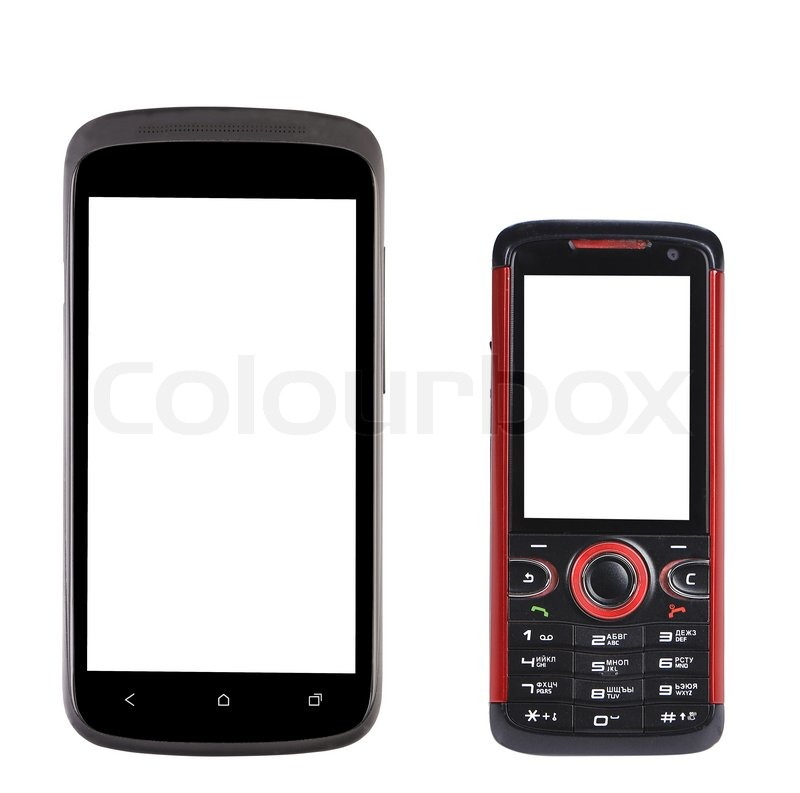 Colourbox
C
1 2 АБВГ ABC 3 ДЕЖЗ DEF
4 ИЙКЛ GHI 5 МНОП JKL 6 РСТУ MNO
7 ФХЦЧ PQRS 8 ШЩЪЫ TUV 9 ЬЭЮЯ WXYZ
*+ 0 #